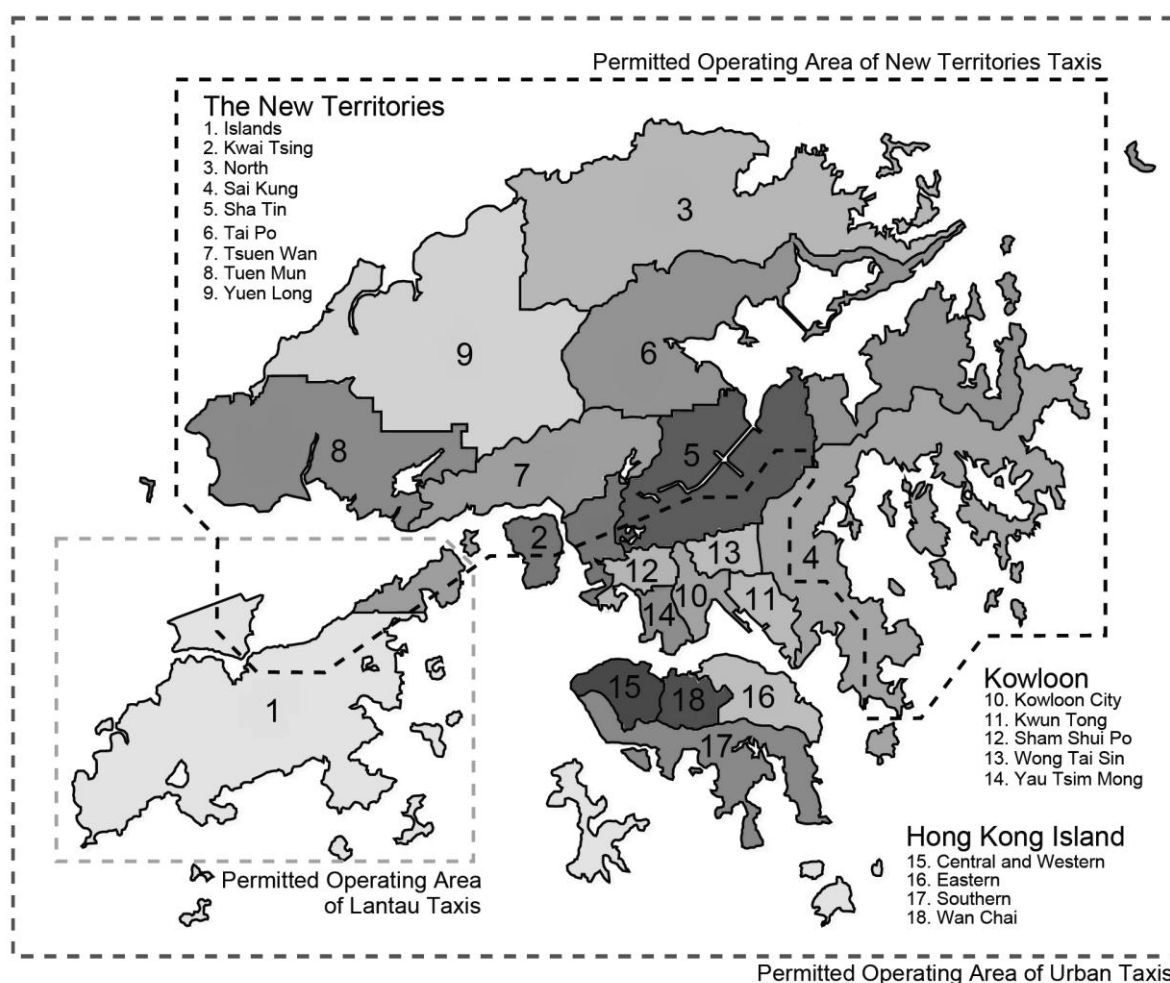 Permitted Operating Area of New Territories Taxis
The New Territories
1. Islands
2. Kwai Tsing
3. North
4. Sai Kung
5. Sha Tin
6. Tai Po
7. Tsuen Wan
8. Tuen Mun
9. Yuen Long
3
9
6
8
7
5
2
13
4
12
10
11
14
15
18
16
17
1
Kowloon
10. Kowloon City
11. Kwun Tong
12. Sham Shui Po
13. Wong Tai Sin
14. Yau Tsim Mong
Hong Kong Island
15. Central and Western
16. Eastern
17. Southern
18. Wan Chai
Permitted Operating Area
of Lantau Taxis
Permitted Operating Area of Urban Taxis